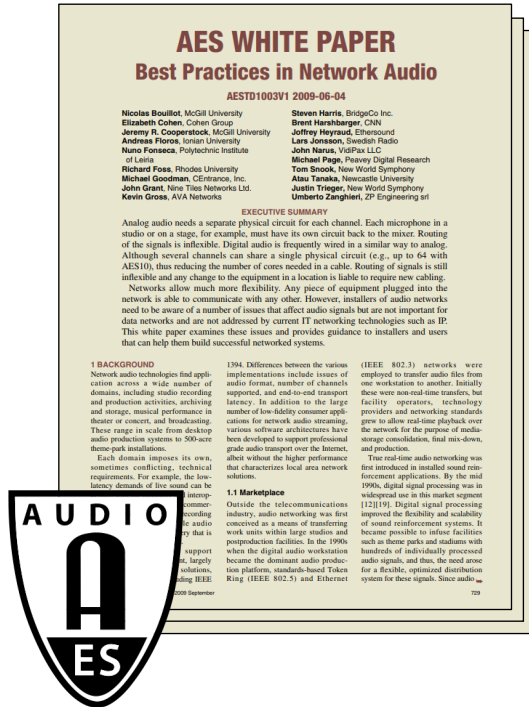 AES WHITE PAPER
Best Practices in Network Audio
AESTD1003V1 2009-06-04
Nicolas Bouillot, McGill University
Elizabeth Cohen, Cohen Group
Jeremy R. Cooperstock, McGill University
Andreas Floros, Ionian University
Nuno Fonseca, Polytechnic Institute
of Leiria
Richard Foss, Rhodes University
Michael Goodman, CEntrance, Inc.
John Grant, Nine Tiles Networks Ltd.
Kevin Gross, AVA Networks
Steven Harris, BridgeCo Inc.
Brent Harshbarger, CNN
Joffrey Heyraud, Ethersound
Lars Jonsson, Swedish Radio
John Narus, VidiPax LLC
Michael Page, Peavey Digital Research
Tom Snook, New World Symphony
Atau Tanaka, Newcastle University
Justin Trieger, New World Symphony
Umberto Zanghieri, ZP Engineering srl
EXECUTIVE SUMMARY
Analog audio needs a separate physical circuit for each channel. Each microphone in a
studio or on a stage, for example, must have its own circuit back to the mixer. Routing
of the signals is inflexible. Digital audio is frequently wired in a similar way to analog.
Although several channels can share a single physical circuit (e.g., up to 64 with
AES10), thus reducing the number of cores needed in a cable. Routing of signals is still
inflexible and any change to the equipment in a location is liable to require new cabling.
Networks allow much more flexibility. Any piece of equipment plugged into the
network is able to communicate with any other. However, installers of audio networks
need to be aware of a number of issues that affect audio signals but are not important for
data networks and are not addressed by current IT networking technologies such as IP.
This white paper examines these issues and provides guidance to installers and users
that can help them build successful networked systems.
1 BACKGROUND
Network audio technologies find appli-
cation across a wide number of
domains, including studio recording
and production activities, archiving
and storage, musical performance in
theater or concert, and broadcasting.
These range in scale from desktop
audio production systems to 500-acre
theme-park installations.
Each domain imposes its own,
sometimes conflicting, technical
requirements. For example, the low-
latency demands of live sound can be
interop-
commer-
recording
audio
ry that is
support
nt, largely
solutions,
uding IEEE
1394. Differences between the various
implementations include issues of
audio format, number of channels
supported, and end-to-end transport
latency. In addition to the large
number of low-fidelity consumer appli-
cations for network audio streaming,
various software architectures have
been developed to support professional
grade audio transport over the Internet,
albeit without the higher performance
that characterizes local area network
solutions.
1.1 Marketplace
Outside the telecommunications
industry, audio networking was first
conceived as a means of transferring
work units within large studios and
postproduction facilities. In the 1990s
when the digital audio workstation
became the dominant audio produc-
tion platform, standards-based Token
Ring (IEEE 802.5) and Ethernet
(IEEE 802.3) networks were
employed to transfer audio files from
one workstation to another. Initially
these were non-real-time transfers, but
facility operators, technology
providers and networking standards
grew to allow real-time playback over
the network for the purpose of media-
storage consolidation, final mix-down,
and production.
True real-time audio networking was
first introduced in installed sound rein-
forcement applications. By the mid
1990s, digital signal processing was in
widespread use in this market segment
[12][19]. Digital signal processing
improved the flexibility and scalability
of sound reinforcement systems. It
became possible to infuse facilities
such as theme parks and stadiums with
hundreds of individually processed
audio signals, and thus, the need arose
for a flexible, optimized distribution
system for these signals. Since audio
2009 September
729
AUDIO
A
ES